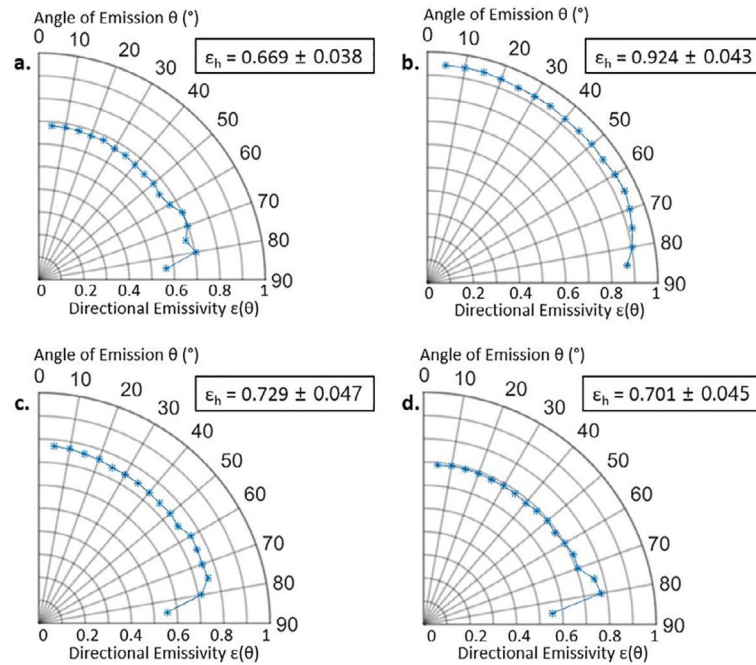 Angle of Emission θ (°)
a.
0
10
20
30
40
50
60
70
80
90
εh = 0.669 ± 0.038
0 0.2 0.4 0.6 0.8 1
Directional Emissivity ε(θ)
Angle of Emission θ (°)
b.
0
10
20
30
40
50
60
70
80
90
εh = 0.924 ± 0.043
0 0.2 0.4 0.6 0.8 1
Directional Emissivity ε(θ)
Angle of Emission θ (°)
c.
0
10
20
30
40
50
60
70
80
90
εh = 0.729 ± 0.047
0 0.2 0.4 0.6 0.8 1
Directional Emissivity ε(θ)
Angle of Emission θ (°)
d.
0
10
20
30
40
50
60
70
80
90
εh = 0.701 ± 0.045
0 0.2 0.4 0.6 0.8 1
Directional Emissivity ε(θ)